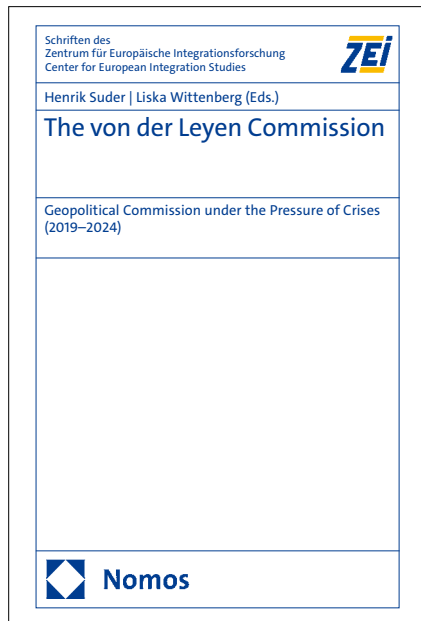 Schriften des
Zentrum für Europäische Integrationsforschung
Center for European Integration Studies
ZEI
Henrik Suder | Liska Wittenberg (Eds.)
The von der Leyen Commission
Geopolitical Commission under the Pressure of Crises
(2019–2024)
Nomos